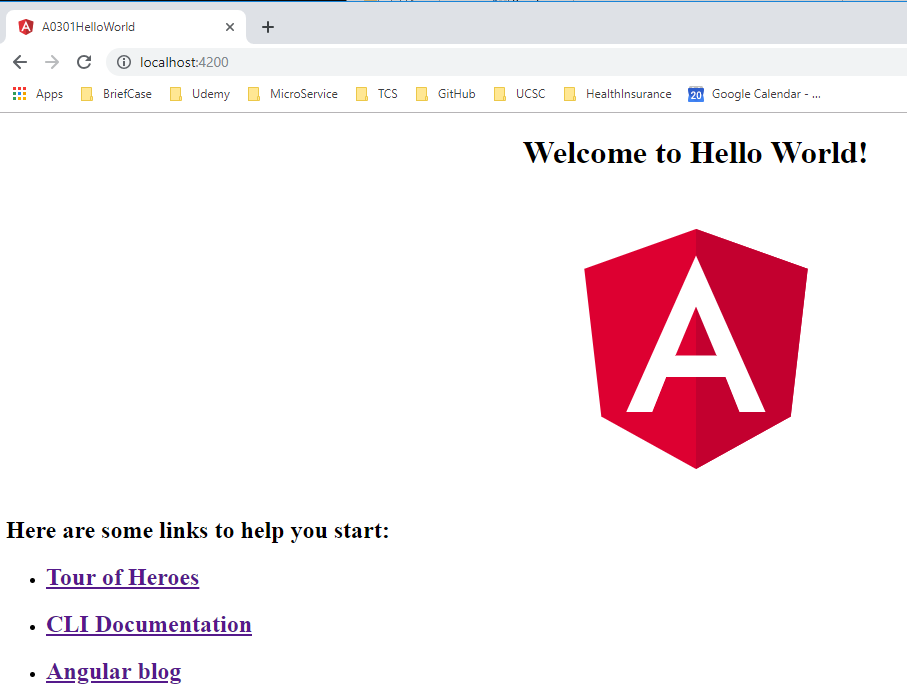 A0301HelloWorld
localhost:4200
Apps BriefCase Udemy MicroService TCS GitHub UCSC HealthInsurance 20 Google Calendar - ...
Welcome to Hello World!
A
Here are some links to help you start:
Tour of Heroes
CLI Documentation
Angular blog